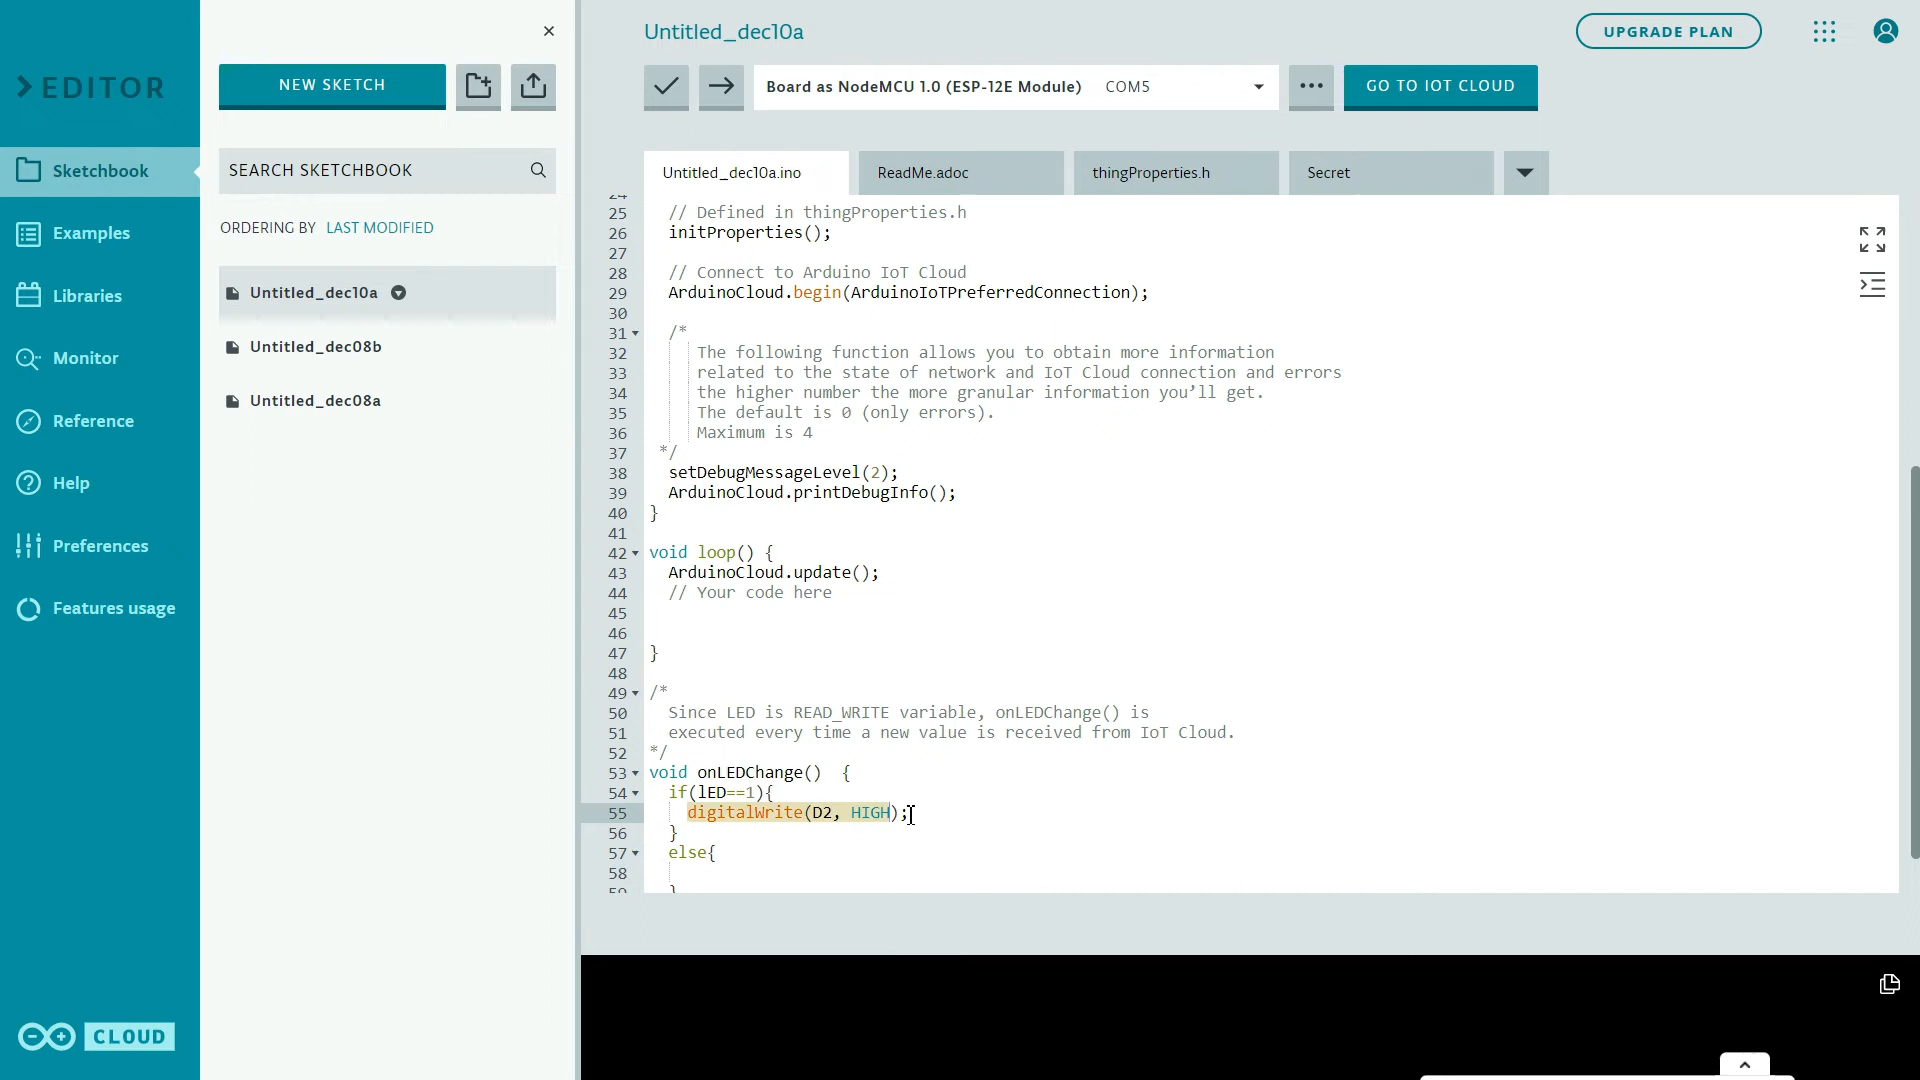 Untitled_dec10a
UPGRADE PLAN
EDITOR
NEW SKETCH
Board as NodeMCU 1.0 (ESP-12E Module) COM5
GO TO IOT CLOUD
Sketchbook
SEARCH SKETCHBOOK
Untitled_dec10a.ino
ReadMe.adoc
thingProperties.h
Secret
Examples
ORDERING BY LAST MODIFIED
Libraries
Untitled_dec10a
Untitled_dec08b
Monitor
Untitled_dec08a
Reference
Help
Preferences
Features usage
CLOUD
24
25 // Defined in thingProperties.h
26 initProperties();
27
28 // Connect to Arduino IoT Cloud
29 ArduinoCloud.begin(ArduinoIoTPreferredConnection);
30
31 /*
32 The following function allows you to obtain more information
33 related to the state of network and IoT Cloud connection and errors
34 the higher number the more granular information you’ll get.
35 The default is 0 (only errors).
36 Maximum is 4
37 */
38 setDebugMessageLevel(2);
39 ArduinoCloud.printDebugInfo();
40 }
41
42 void loop() {
43 ArduinoCloud.update();
44 // Your code here
45
46
47 }
48
49 /*
50 Since LED is READ_WRITE variable, onLEDChange() is
51 executed every time a new value is received from IoT Cloud.
52 */
53 void onLEDChange() {
54 if(lED==1){
55 digitalWrite(D2, HIGH);
56 }
57 else{
58
59 }